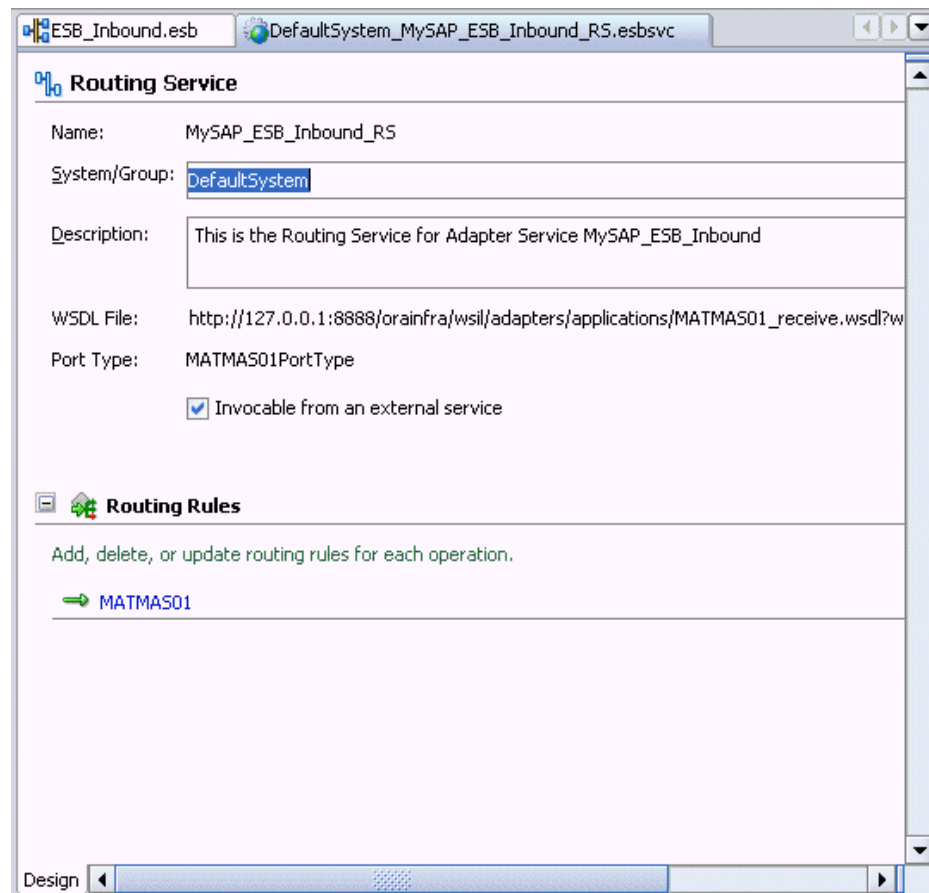 ESB_Inbound.esb
DefaultSystem_MySAP_ESB_Inbound_RS.esbsvc
Routing Service
Name: MySAP_ESB_Inbound_RS
System/Group: DefaultSystem
Description: This is the Routing Service for Adapter Service MySAP_ESB_Inbound
WSDL File: http://127.0.0.1:8888/orainfra/wsil/adapters/applications/MATMAS01_receive.wsdl?w
Port Type: MATMAS01PortType
Invocable from an external service
Routing Rules
Add, delete, or update routing rules for each operation.
MATMAS01
Design